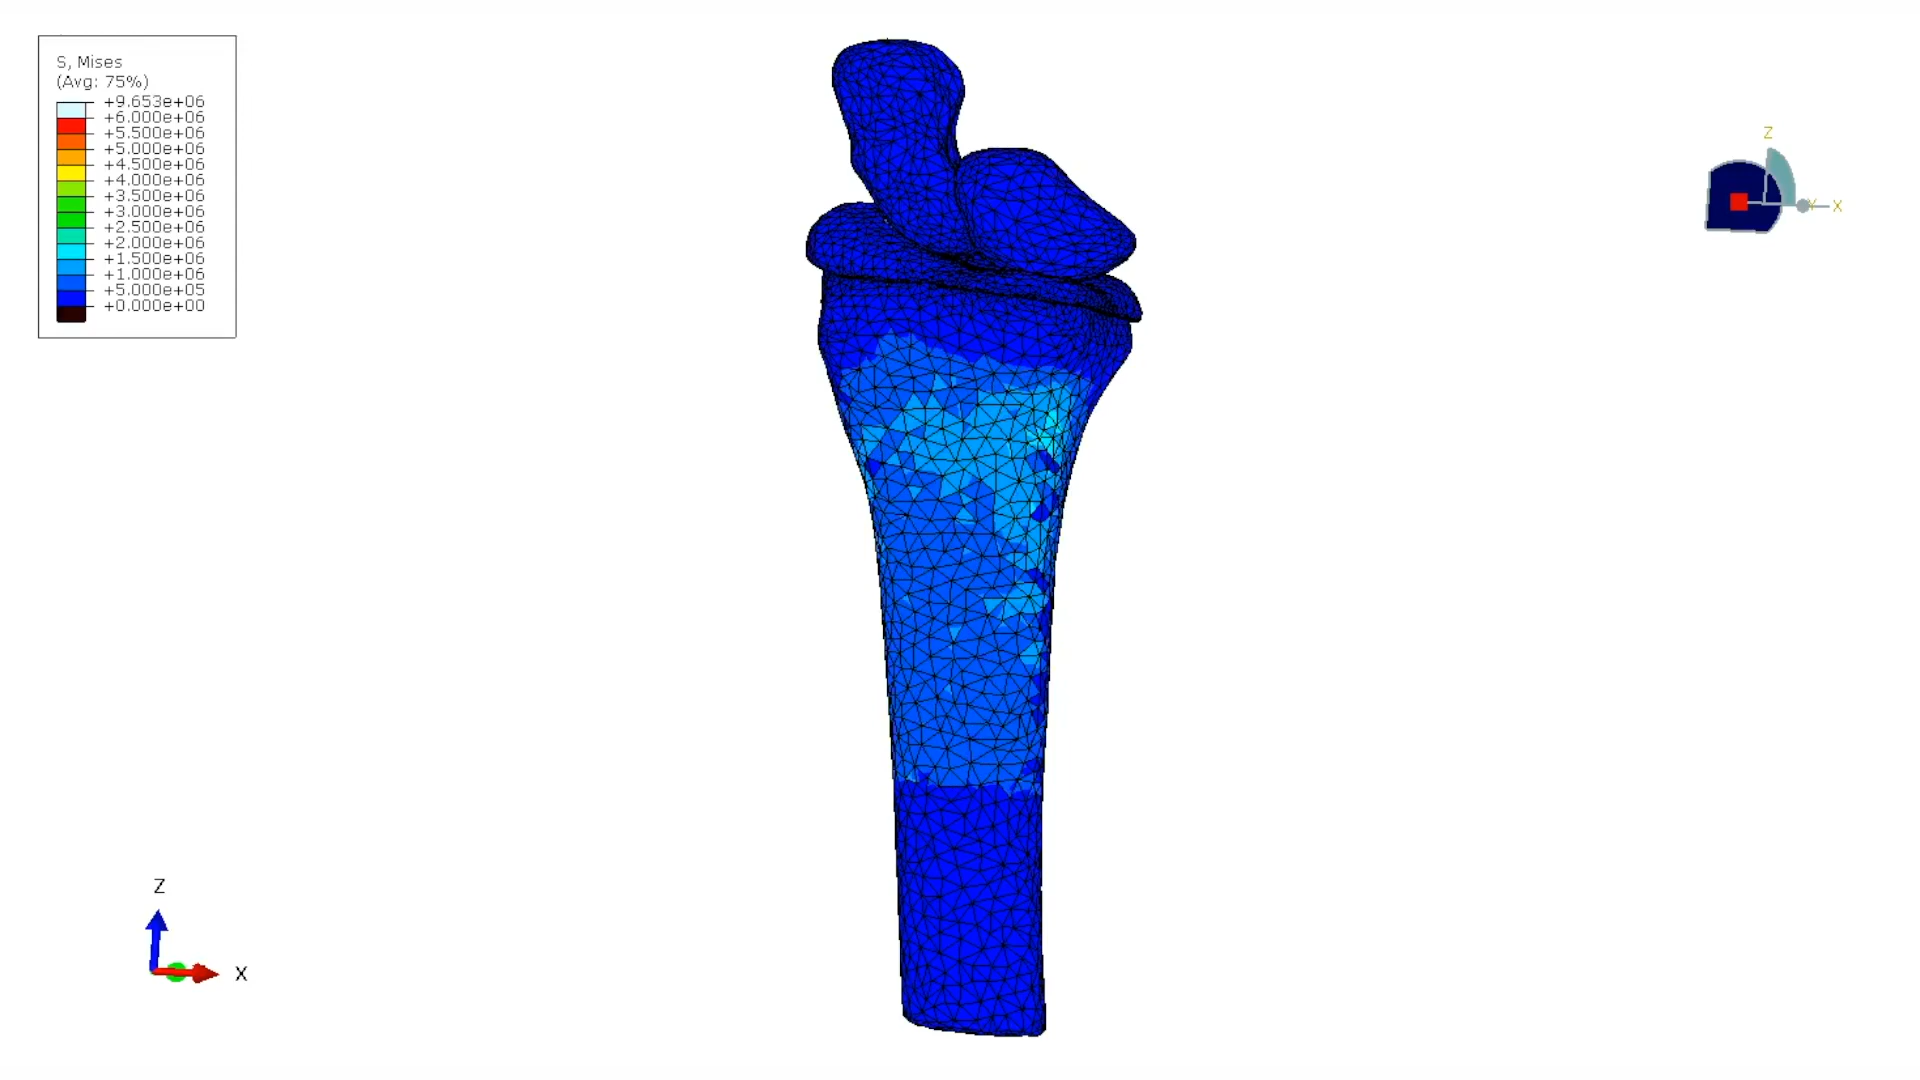 S, Mises
(Avg: 75%)
+9.653e+06
+6.000e+06
+5.500e+06
+5.000e+06
+4.500e+06
+4.000e+06
+3.500e+06
+3.000e+06
+2.500e+06
+2.000e+06
+1.500e+06
+1.000e+06
+5.000e+05
+0.000e+00
Z
Y X
Z
X